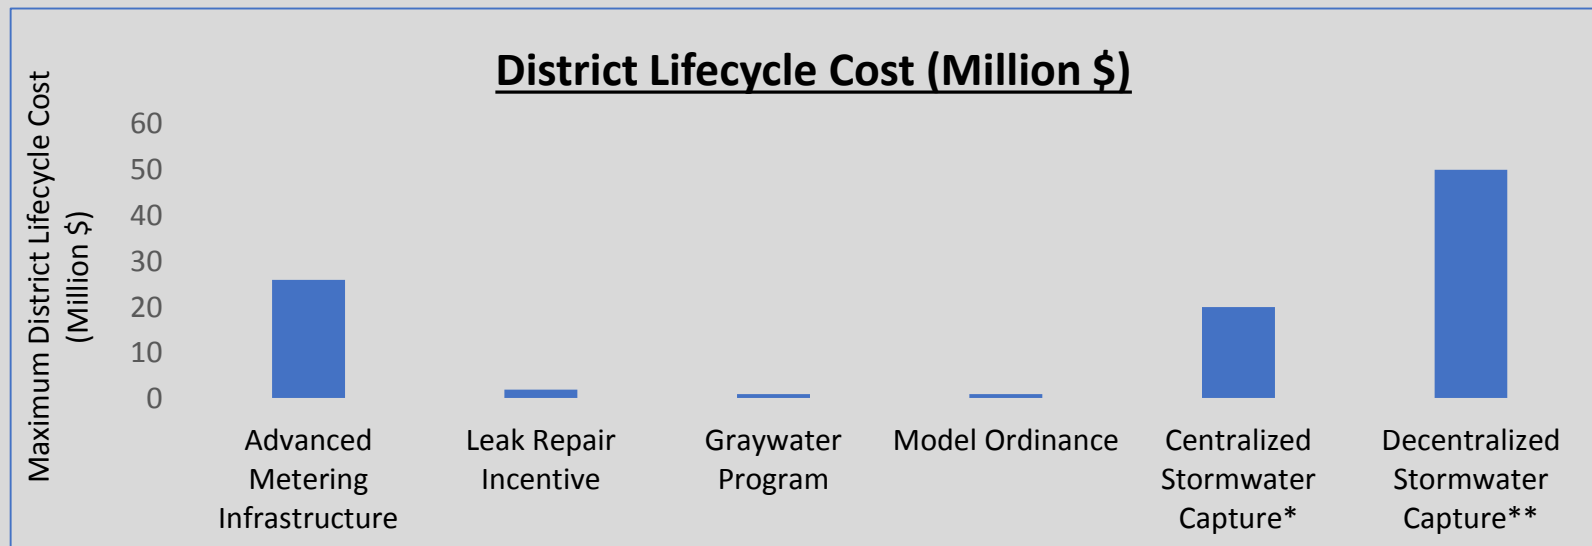 District Lifecycle Cost (Million $)
Maximum District Lifecycle Cost
(Million $)
60
50
40
30
20
10
0
Advanced
Metering
Infrastructure
Leak Repair
Incentive
Graywater
Program
Model Ordinance
Centralized
Stormwater
Capture*
Decentralized
Stormwater
Capture**